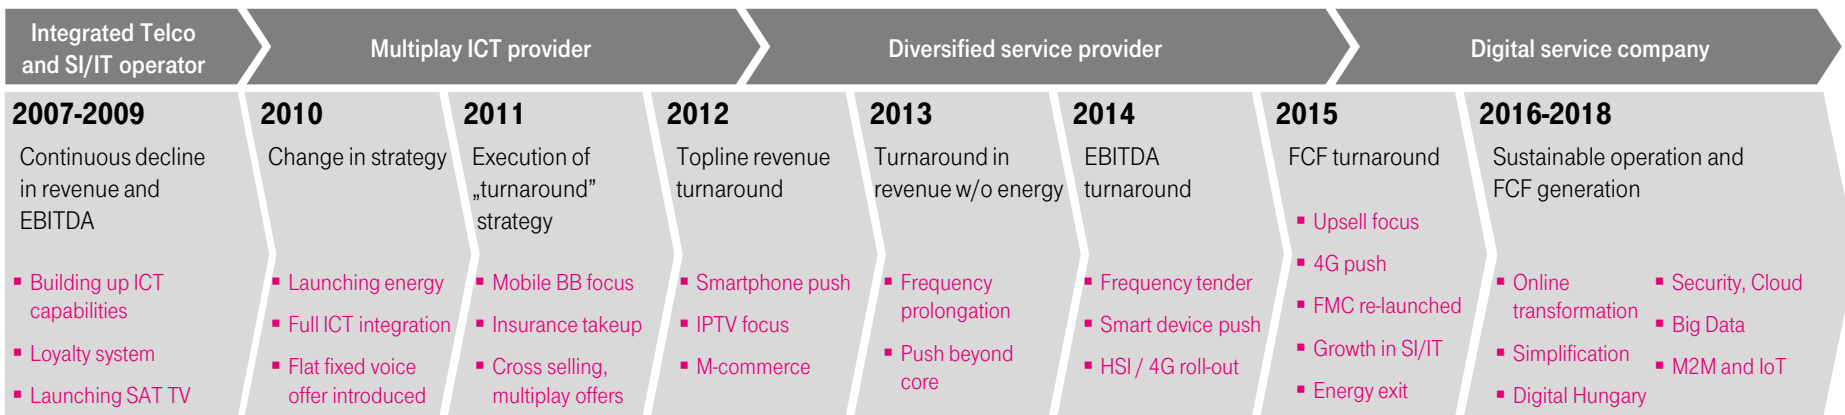 Integrated Telco
and SI/IT operator
Multiplay ICT provider
Diversified service provider
Digital service company
2007-2009
Continuous decline
in revenue and
EBITDA
▪ Building up ICT
capabilities
▪ Loyalty system
▪ Launching SAT TV
2010
Change in strategy
▪ Launching energy
▪ Full ICT integration
▪ Flat fixed voice
offer introduced
2011
Execution of
„turnaround”
strategy
▪ Mobile BB focus
▪ Insurance takeup
▪ Cross selling,
multiplay offers
2012
Topline revenue
turnaround
▪ Smartphone push
▪ IPTV focus
▪ M-commerce
2013
Turnaround in
revenue w/o energy
▪ Frequency
prolongation
▪ Push beyond
core
2014
EBITDA
turnaround
▪ Frequency tender
▪ Smart device push
▪ HSI / 4G roll-out
2015
FCF turnaround
▪ Upsell focus
▪ 4G push
▪ FMC re-launched
▪ Growth in SI/IT
▪ Energy exit
2016-2018
Sustainable operation and
FCF generation
▪ Online
transformation
▪ Simplification
▪ Digital Hungary
▪ Security, Cloud
▪ Big Data
▪ M2M and IoT